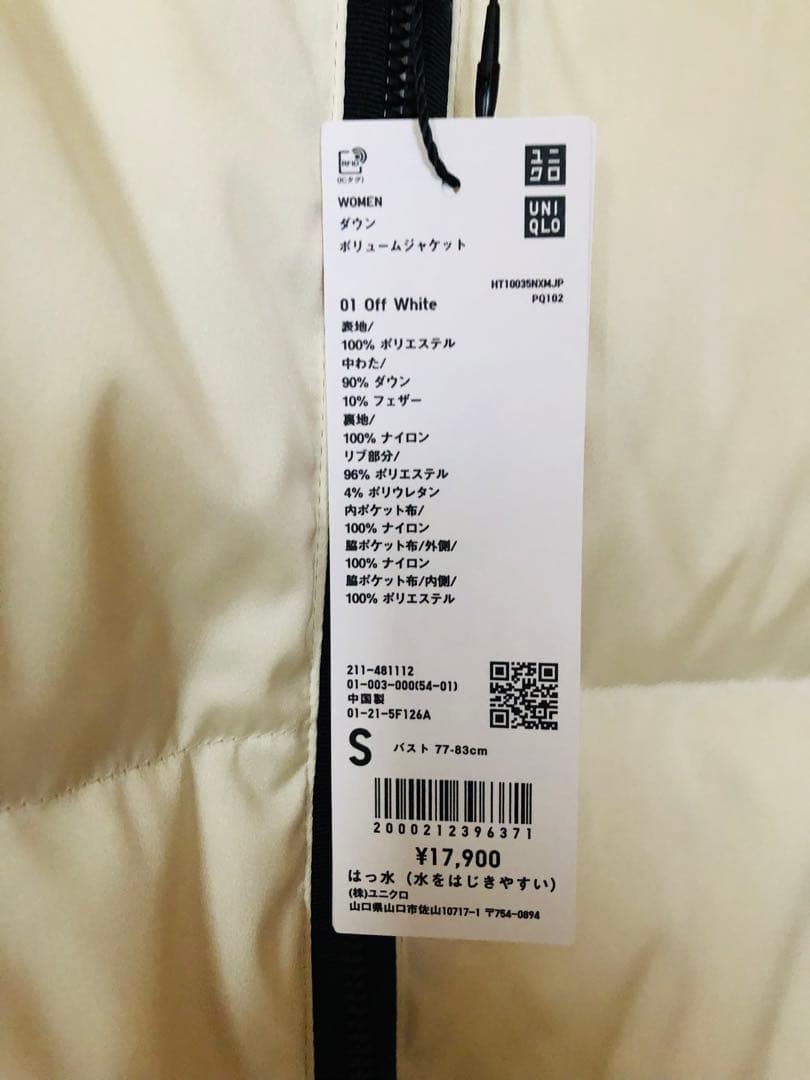 RFID
(ICタグ)
ユニ
クロ
UNI
QLO
WOMEN
ダウン
ボリュームジャケット
HT10035NXMJP
PQ102
01 Off White
表地/
100% ポリエステル
中わた/
90% ダウン
10% フェザー
裏地/
100% ナイロン
リブ部分/
96% ポリエステル
4% ポリウレタン
内ポケット布/
100% ナイロン
脇ポケット布/外側/
100% ナイロン
脇ポケット布/内側/
100% ポリエステル
211-481112
01-003-000(54-01)
中国製
01-21-5F126A
S バスト 77-83cm
2000212396371
¥17,900
はっ水 (水をはじきやすい)
(株)ユニクロ
山口県山口市佐山10717-1 〒754-0894